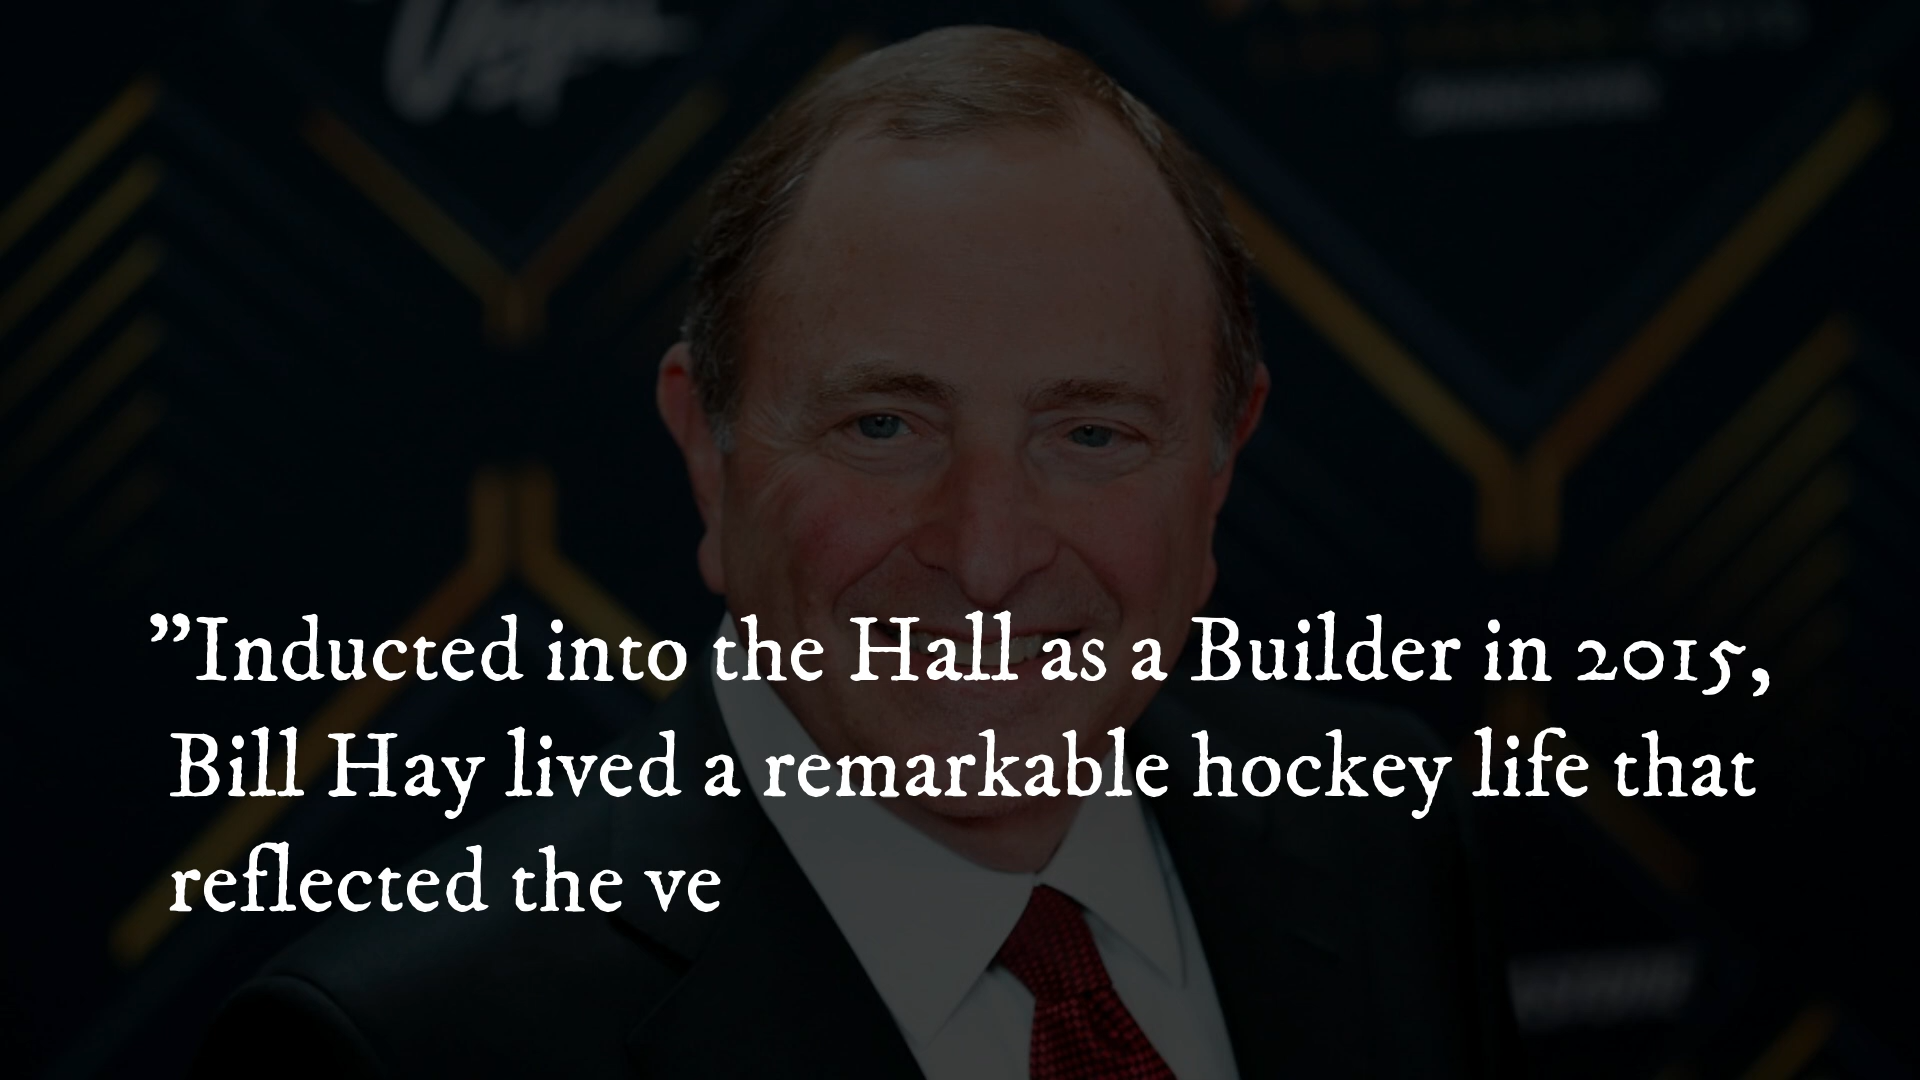 ”Inducted into the Hall as a Builder in 2015,
Bill Hay lived a remarkable hockey life that
reflected the ve